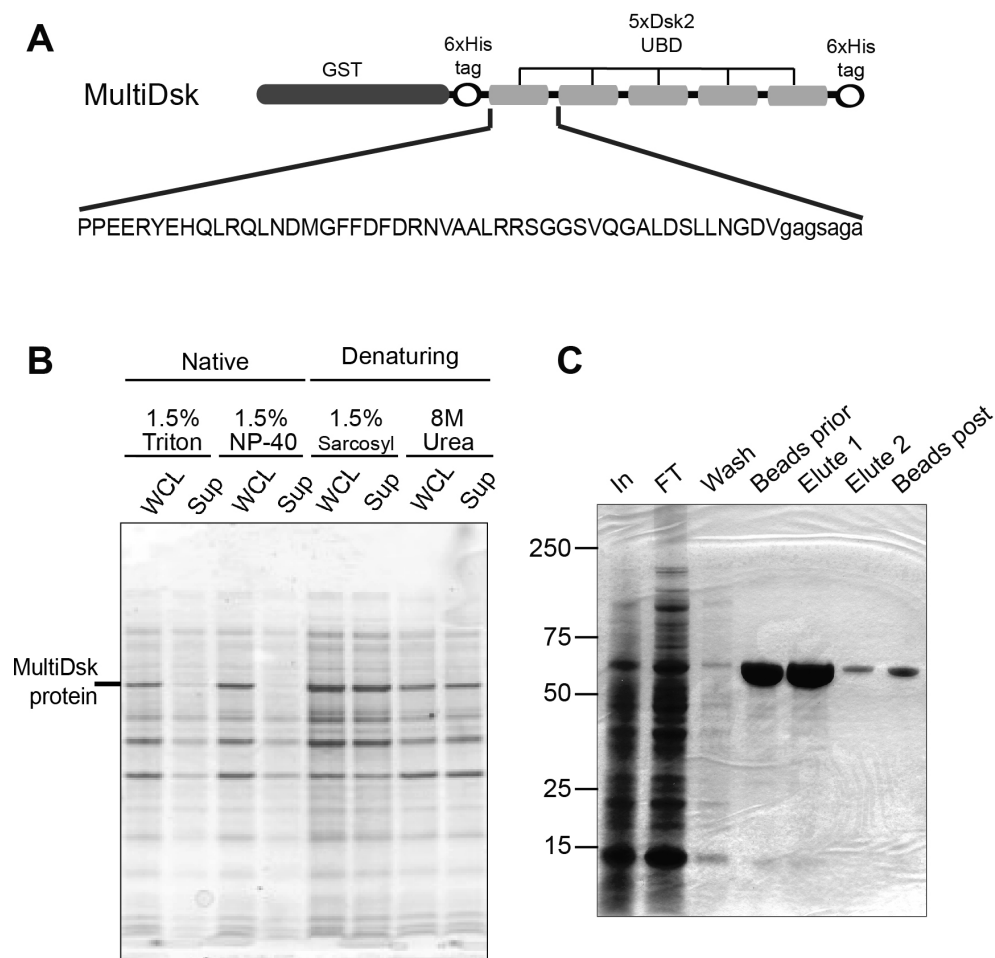 A
MultiDsk
GST
6xHis
tag
5xDsk2
UBD
6xHis
tag
PPEERYEHQLRQLNDMGFFDFDRNVAALRRSGGSVQGALDSLLNGDVgagsaga
B
Native
Denaturing
1.5%
Triton
1.5%
NP-40
1.5%
Sarcosyl
8M
Urea
WCL
Sup
WCL
Sup
WCL
Sup
WCL
Sup
MultiDsk
protein
C
In
FT
Wash
Beads prior
Elute 1
Elute 2
Beads post
250
75
50
25
15